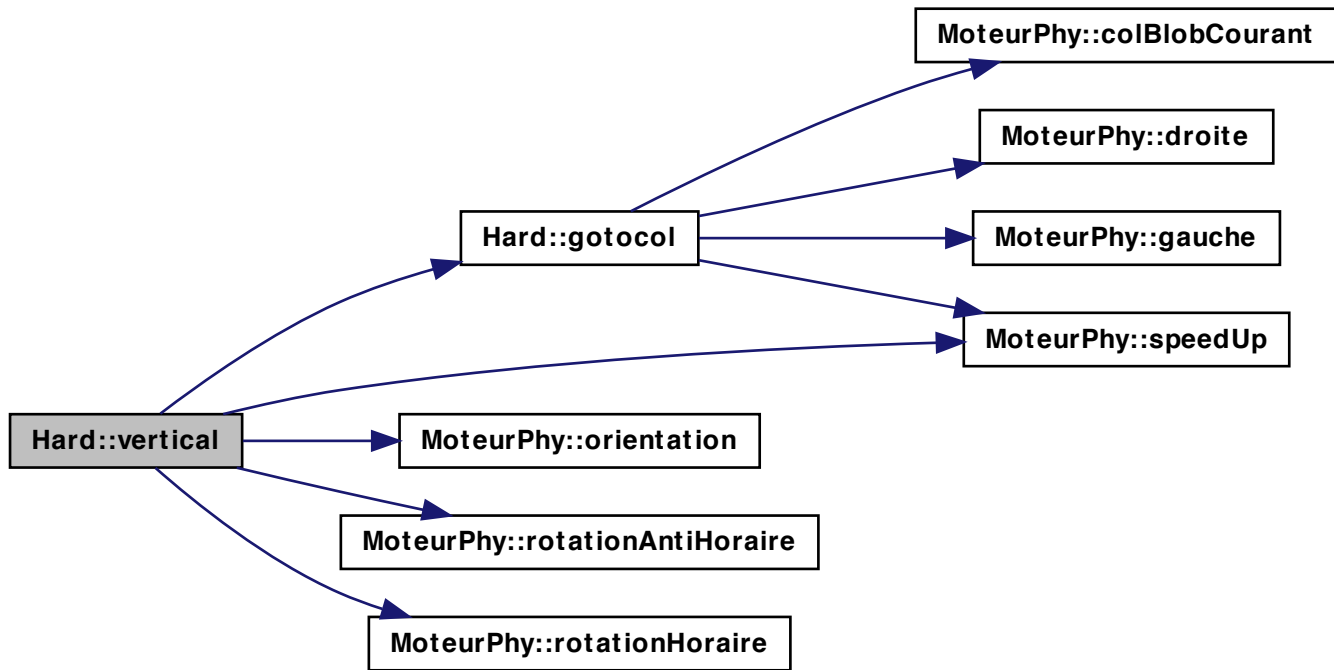 MoteurPhy::colBlobCourant
MoteurPhy::droite
Hard::gotocol
MoteurPhy::gauche
MoteurPhy::speedUp
Hard::vertical
MoteurPhy::orientation
MoteurPhy::rotationAntiHoraire
MoteurPhy::rotationHoraire